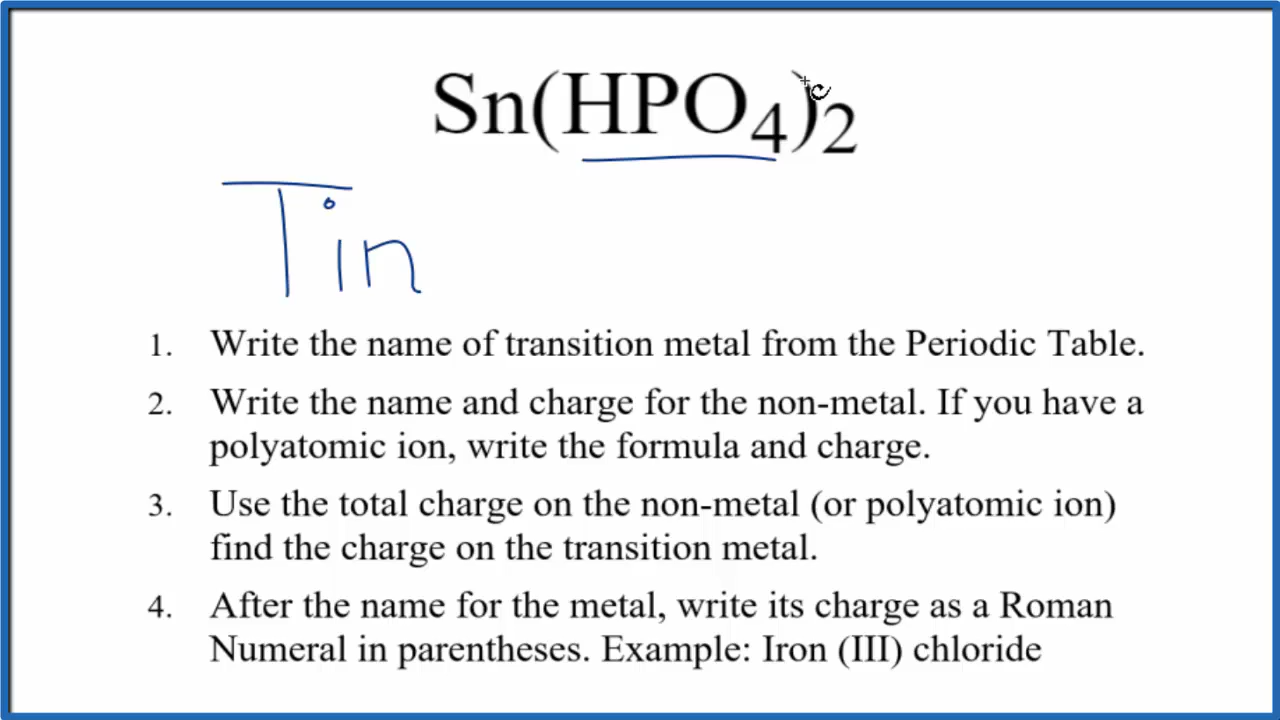 Sn(HPO4)2
Tin
1. Write the name of transition metal from the Periodic Table.
2. Write the name and charge for the non-metal. If you have a
polyatomic ion, write the formula and charge.
3. Use the total charge on the non-metal (or polyatomic ion)
find the charge on the transition metal.
4. After the name for the metal, write its charge as a Roman
Numeral in parentheses. Example: Iron (III) chloride